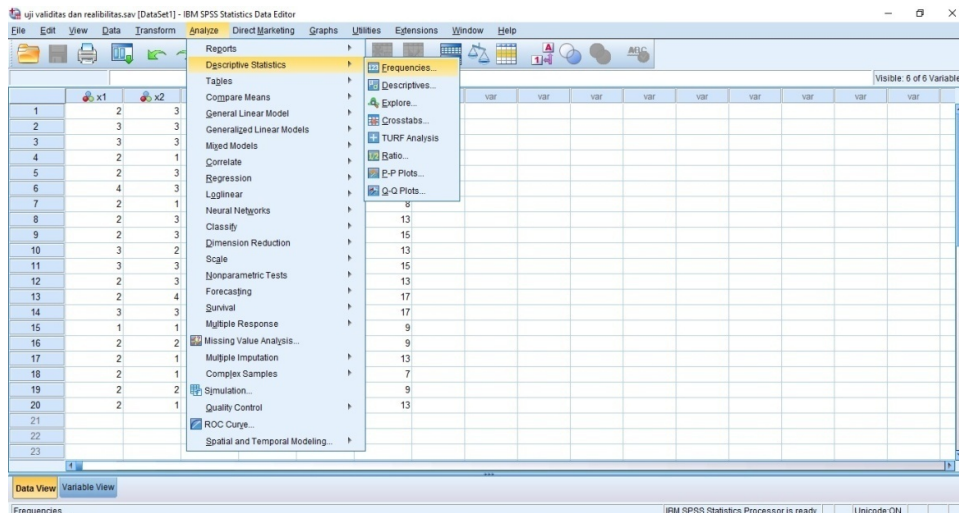 uji validitas dan realibilitas.sav [DataSet1] - IBM SPSS Statistics Data Editor
File Edit View Data Transform Analyze Direct Marketing Graphs Utilities Extensions Window Help
Visible: 6 of 6 Variable
Reports
Descriptive Statistics
Tables
Compare Means
General Linear Model
Generalized Linear Models
Mixed Models
Correlate
Regression
Loglinear
Neural Networks
Classify
Dimension Reduction
Scale
Nonparametric Tests
Forecasting
Survival
Multiple Response
Missing Value Analysis...
Multiple Imputation
Complex Samples
Simulation...
Quality Control
ROC Curve...
Spatial and Temporal Modeling...
Frequencies...
Descriptives...
Explore...
Crosstabs...
TURF Analysis
Ratio...
P-P Plots...
Q-Q Plots...
x1 x2 var var var var var var var var
1 2 3
2 3 3
3 3 3
4 2 1
5 2 3
6 4 3
7 2 1 8
8 2 3 13
9 2 3 15
10 3 2 13
11 3 3 15
12 2 3 13
13 2 4 17
14 3 3 17
15 1 1 9
16 2 2 9
17 2 1 13
18 2 1 7
19 2 2 9
20 2 1 13
21
22
23
Data View Variable View
Frequencies... IBM SPSS Statistics Processor is ready Unicode:ON